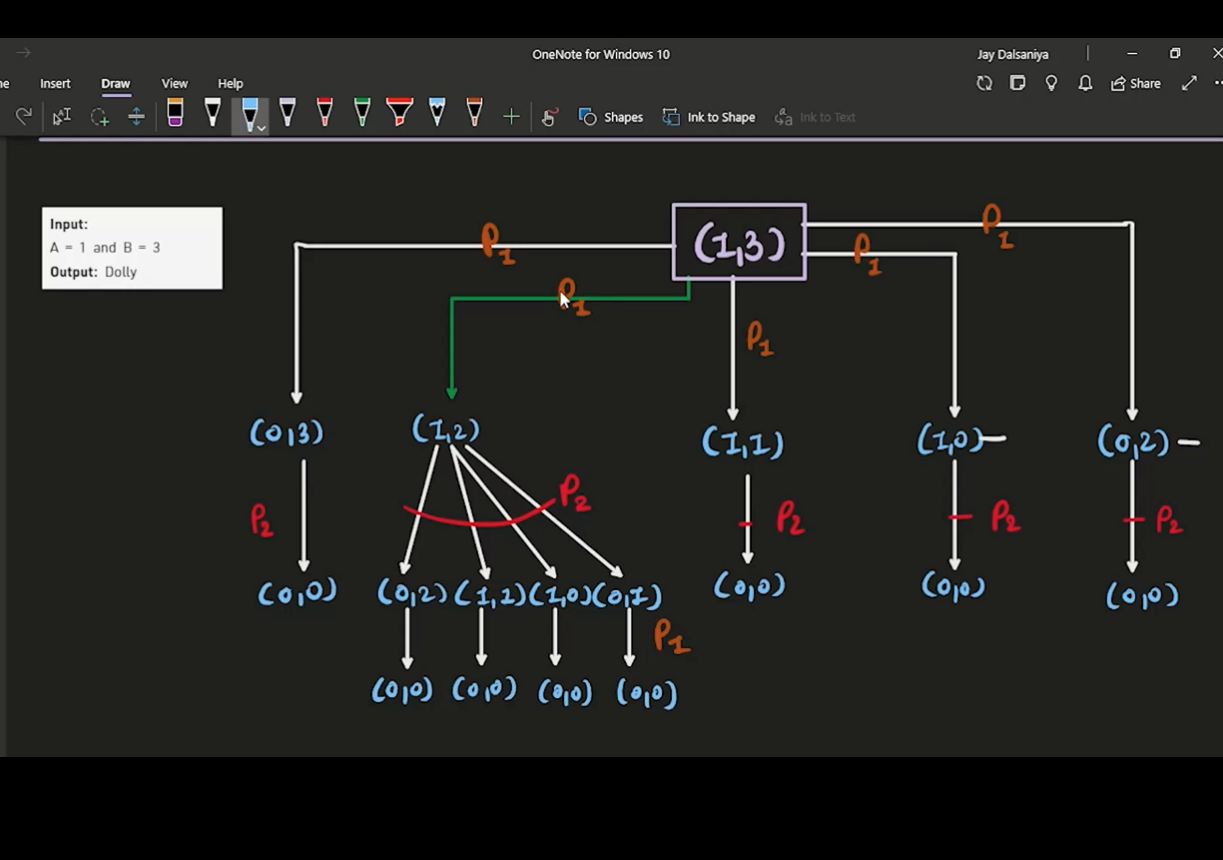 OneNote for Windows 10
Jay Dalsaniya
ne Insert Draw View Help
Share
Shapes Ink to Shape Ink to Text
Input:
A = 1 and B = 3
Output: Dolly
(1,3)
P1
P1
P1
P1
P1
(0,3) (1,2) (1,1) (1,0) (0,2)
P2 P2 P2 P2 P2
(0,0) (0,2) (1,1) (1,0) (0,1) (0,0) (0,0) (0,0)
P1
(0,0) (0,0) (0,0) (0,0)